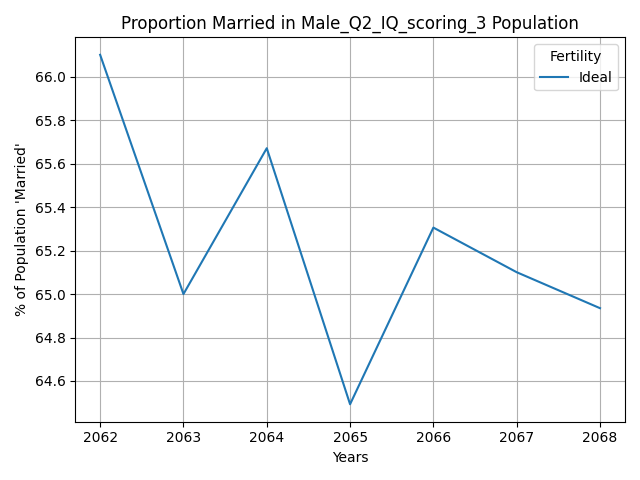 Proportion Married in Male_Q2_IQ_scoring_3 Population
Fertility
Ideal
% of Population 'Married'
66.0
65.8
65.6
65.4
65.2
65.0
64.8
64.6
2062 2063 2064 2065 2066 2067 2068
Years